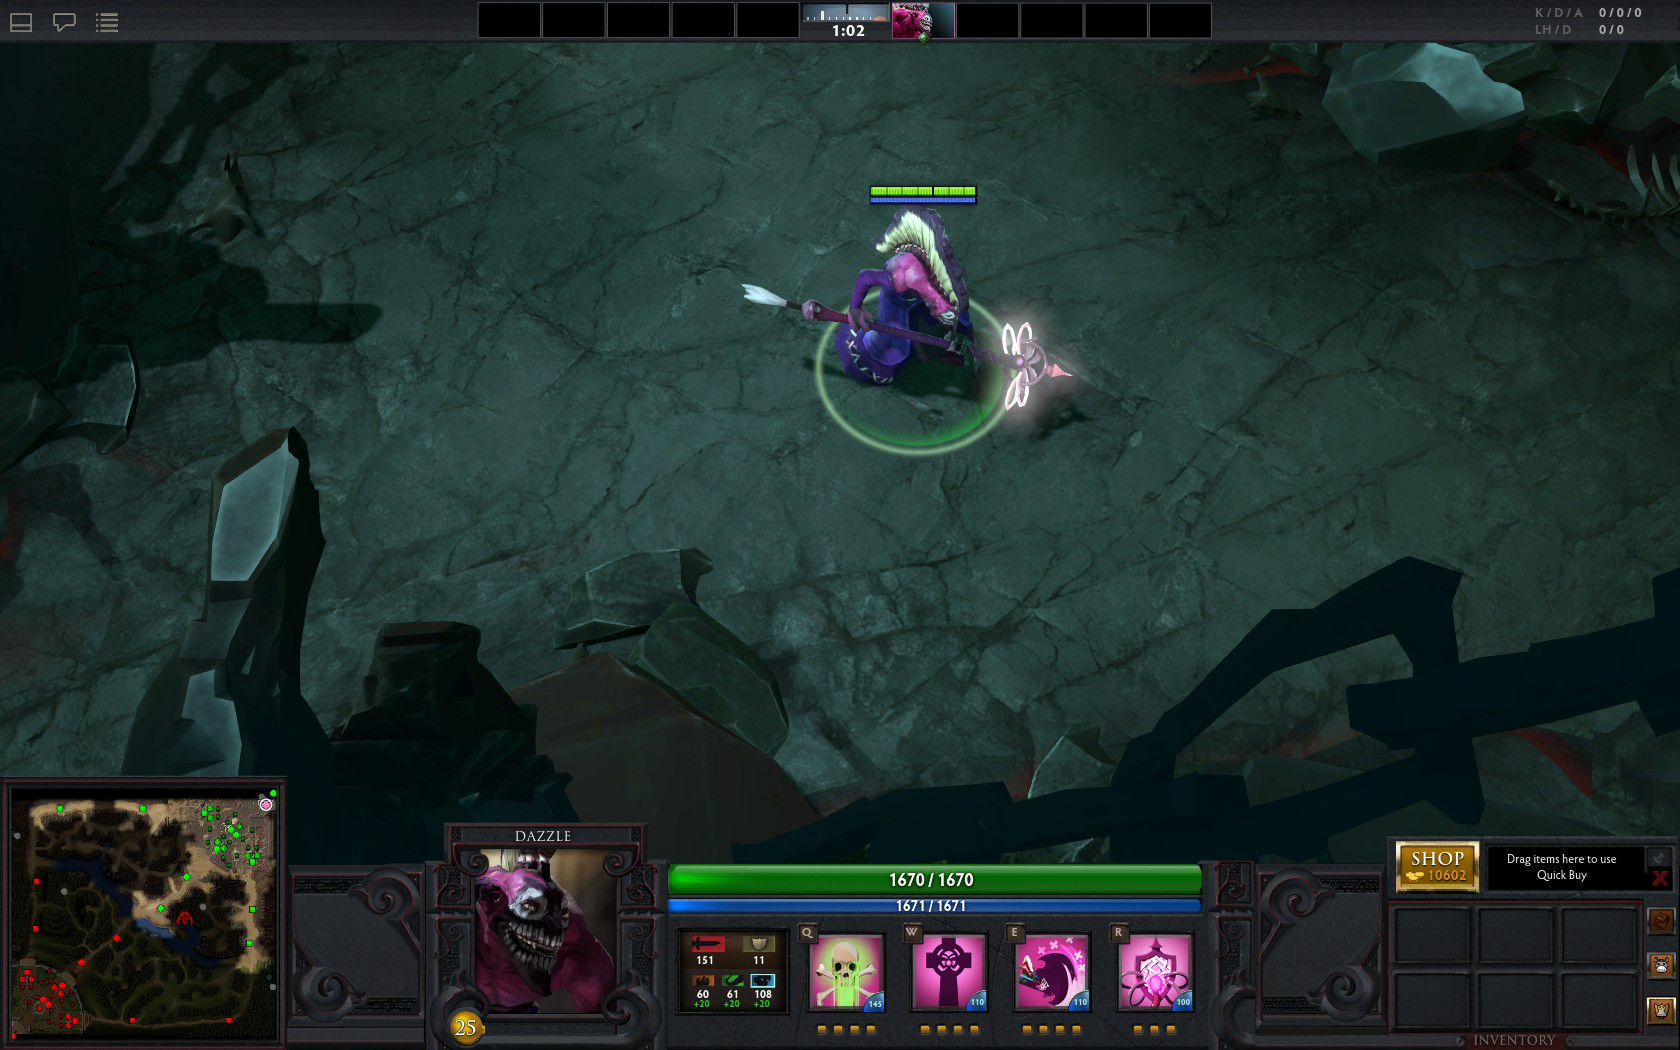 1:02
K / D / A 0/ 0/ 0
LH / D 0/ 0
DAZZLE
25
1670 / 1670
1671 / 1671
151 11
60 61 108
+20 +20 +20
Q W E R
145 110 110 100
SHOP
10602
Drag items here to use
Quick Buy
INVENTORY